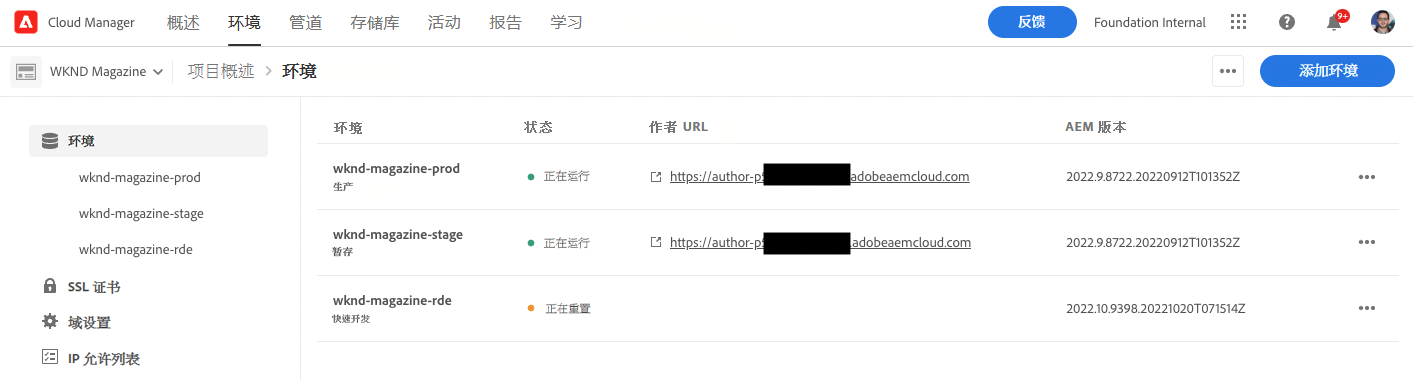 Cloud Manager 概述 环境 管道 存储库 活动 报告 学习 反馈 Foundation Internal 9+
WKND Magazine 项目概述 环境 添加环境
环境
wknd-magazine-prod
wknd-magazine-stage
wknd-magazine-rde
SSL 证书
域设置
IP 允许列表
环境 状态 作者 URL AEM 版本
wknd-magazine-prod 正在运行 https://author-p5 adobeaemcloud.com 2022.9.8722.20220912T101352Z
生产
wknd-magazine-stage 正在运行 https://author-p5 .adobeaemcloud.com 2022.9.8722.20220912T101352Z
暂存
wknd-magazine-rde 正在重置 2022.10.9398.20221020T071514Z
快速开发